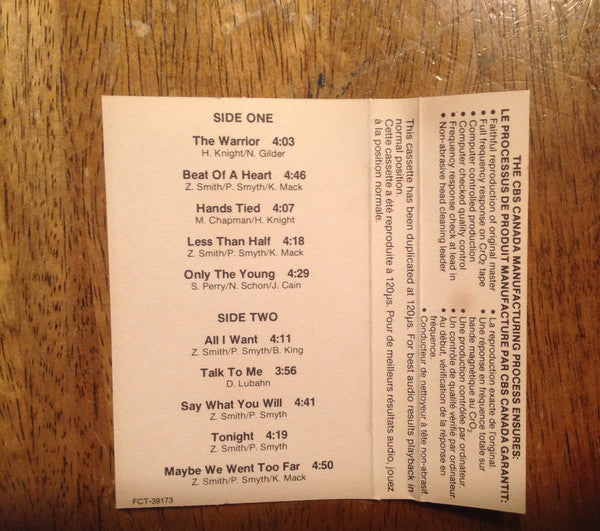 SIDE ONE
The Warrior 4:03
H. Knight/N. Gilder
Beat Of A Heart 4:46
Z. Smith/P. Smyth/K. Mack
Hands Tied 4:07
M. Chapman/H. Knight
Less Than Half 4:18
Z. Smith/P. Smyth/K. Mack
Only The Young 4:29
S. Perry/N. Schon/J. Cain
SIDE TWO
All I Want 4:11
Z. Smith/P. Smyth/B. King
Talk To Me 3:56
D. Lubahn
Say What You Will 4:41
Z. Smith/P. Smyth
Tonight 4:19
Z. Smith/P. Smyth
Maybe We Went Too Far 4:50
Z. Smith/P. Smyth/K. Mack
FCT-39173
THE CBS CANADA MANUFACTURING PROCESS ENSURES:
LE PROCESSUS DE PRODUIT MANUFACTURE PAR CBS CANADA GARANTIT:
• Faithful reproduction of original master
• Full frequency response on CrO2 tape
• Computer controlled production
• Computer checked quality control
• Frequency response check at lead in
• Non-abrasive head cleaning leader
• La reproduction exacte de l'original.
• Une réponse en fréquence totale sur
bande magnétique au CrO2
• Une production contrôlée par ordinateur.
• Un contrôle de qualité vérifié par ordinateur.
• Au début, vérification de la réponse en
fréquence.
• Conducteur de nettoyeur à tête non-abrasif.
This cassette has been duplicated at 120µs. For best audio results playback in
normal position.
Cette cassette a été reproduite à 120µs. Pour de meilleurs résultats audio, jouez
à la position normale.